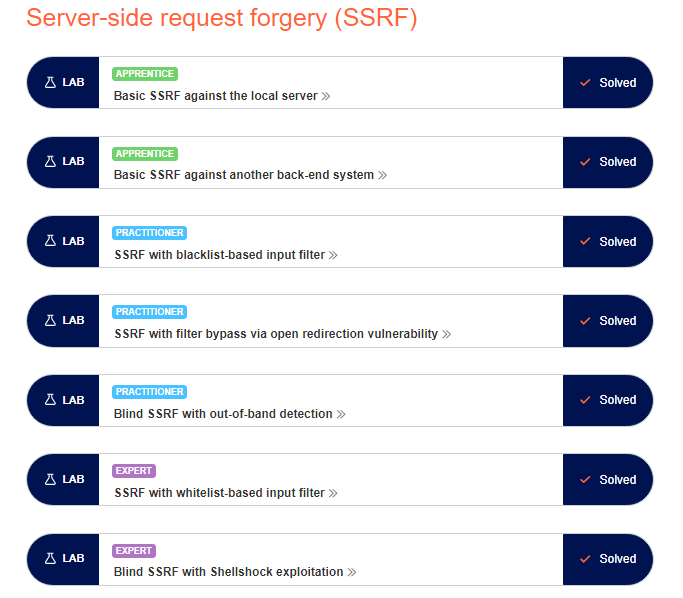 Server-side request forgery (SSRF)
APPRENTICE
LAB
Basic SSRF against the local server
Solved
APPRENTICE
LAB
Basic SSRF against another back-end system
Solved
PRACTITIONER
LAB
SSRF with blacklist-based input filter
Solved
PRACTITIONER
LAB
SSRF with filter bypass via open redirection vulnerability
Solved
PRACTITIONER
LAB
Blind SSRF with out-of-band detection
Solved
EXPERT
LAB
SSRF with whitelist-based input filter
Solved
EXPERT
LAB
Blind SSRF with Shellshock exploitation
Solved